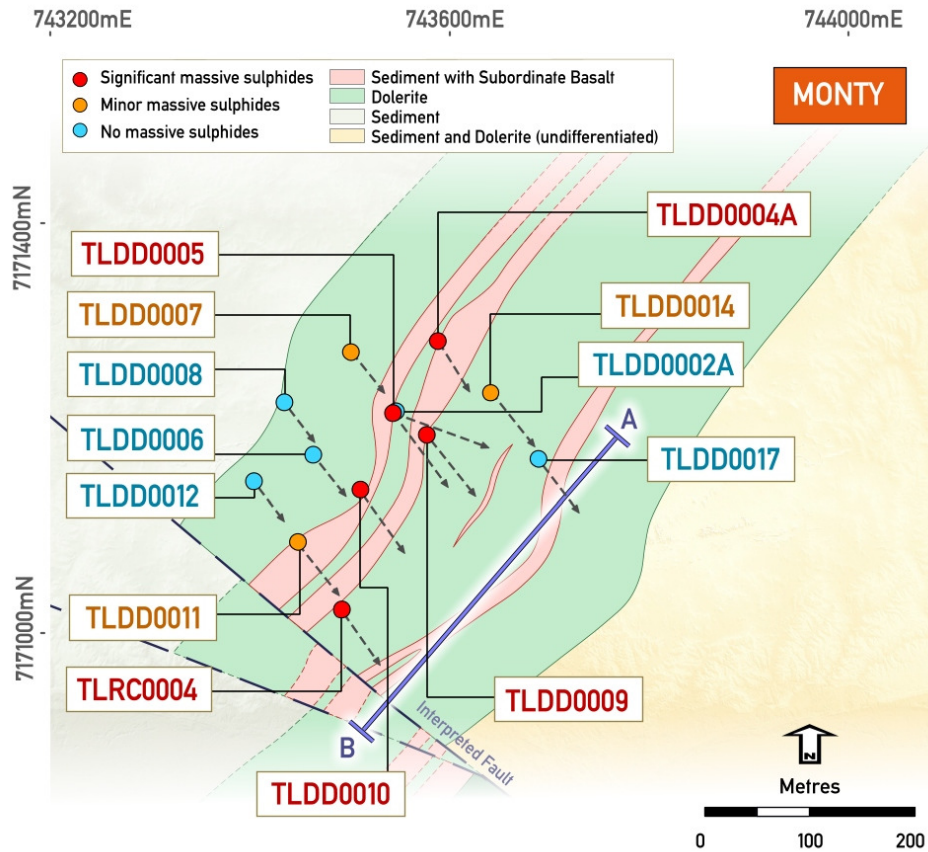 743200mE
743600mE
744000mE
Significant massive sulphides
Minor massive sulphides
No massive sulphides
Sediment with Subordinate Basalt
Dolerite
Sediment
Sediment and Dolerite (undifferentiated)
MONTY
7171400mN
7171000mN
TLDD0004A
TLDD0005
TLDD0007
TLDD0014
TLDD0008
TLDD0002A
TLDD0006
A
TLDD0017
TLDD0012
TLDD0011
TLRC0004
TLDD0009
B
Interpreted Fault
TLDD0010
N
Metres
0
100
200